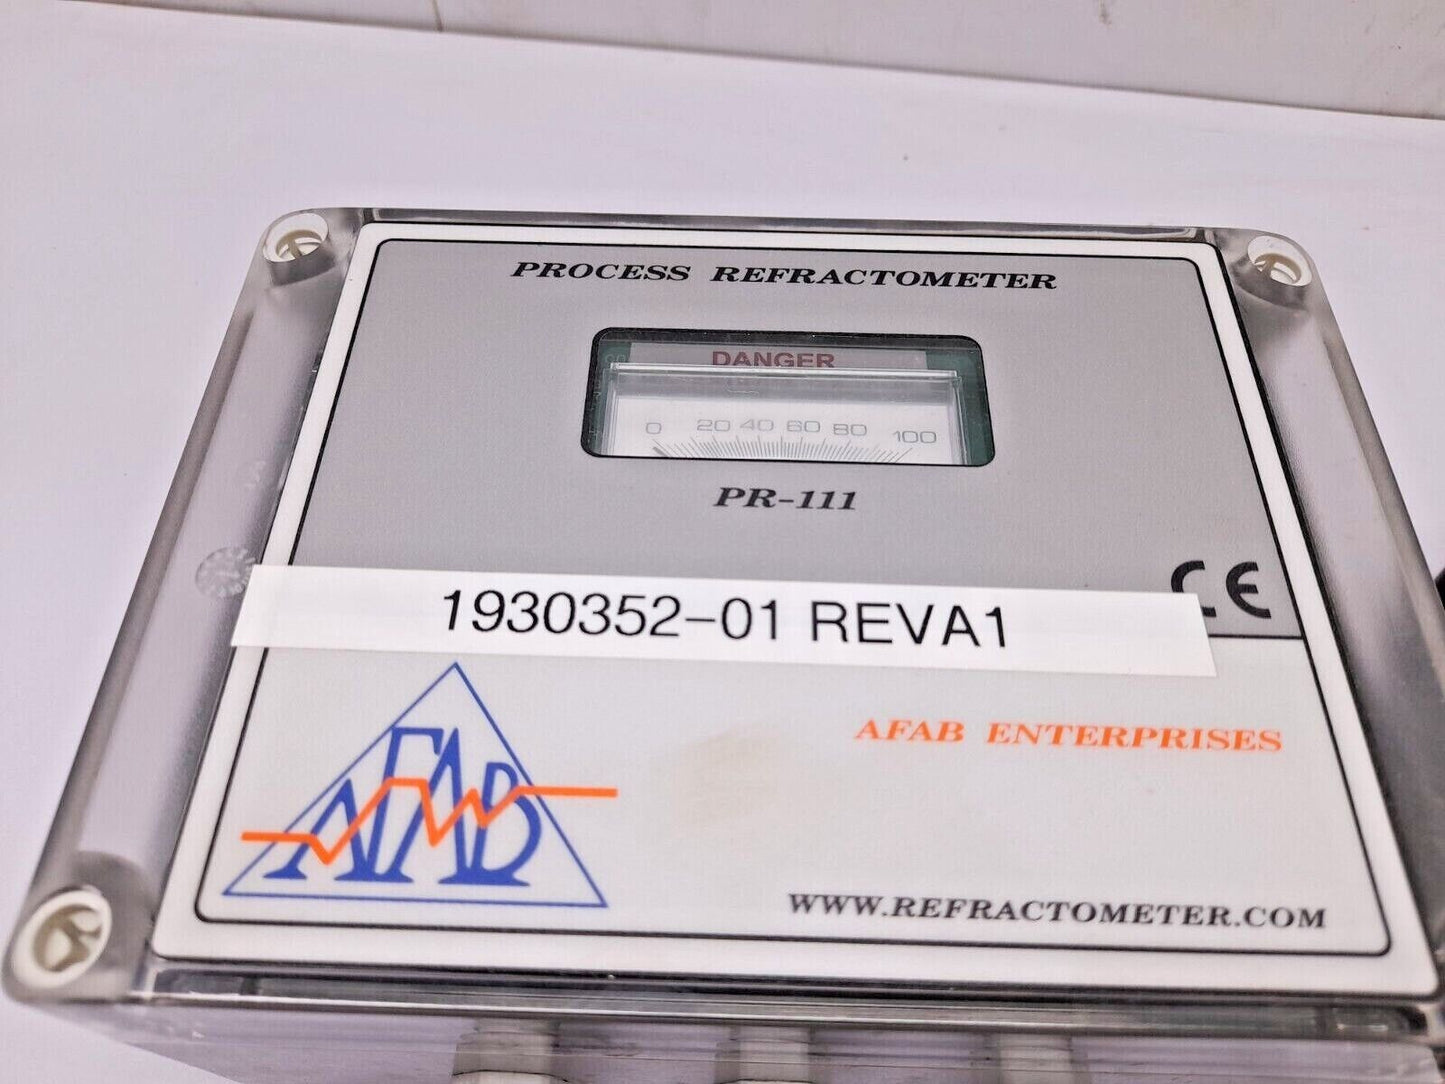 PROCESS REFRACTOMETER
DANGER
0 20 40 60 80 100
PR-111
CE
1930352-01 REVA1
AFAB ENTERPRISES
AFAB
WWW.REFRACTOMETER.COM